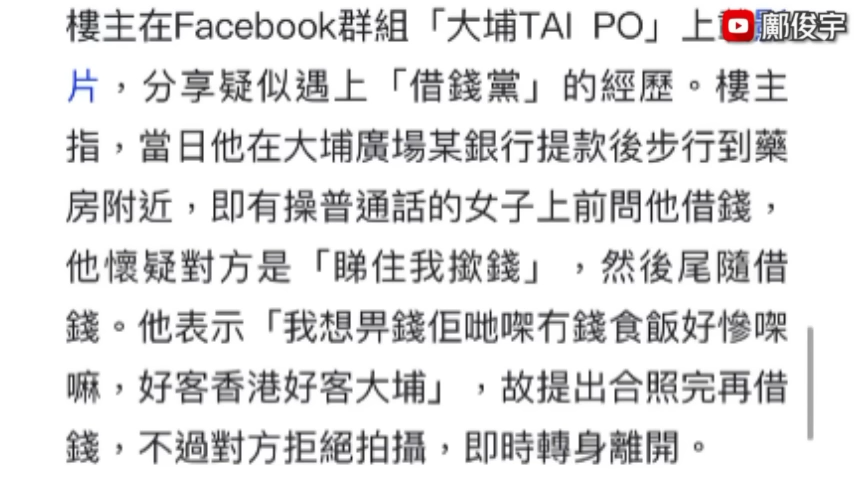 樓主在Facebook群組「大埔TAI PO」上
鄺俊宇
片，分享疑似遇上「借錢黨」的經歷。樓主
指，當日他在大埔廣場某銀行提款後步行到藥
房附近，即有操普通話的女子上前問他借錢，
他懷疑對方是「睇住我撳錢」，然後尾隨借
錢。他表示「我想畀錢佢哋㗎冇錢食飯好慘㗎
嘛，好客香港好客大埔」，故提出合照完再借
錢，不過對方拒絕拍攝，即時轉身離開。